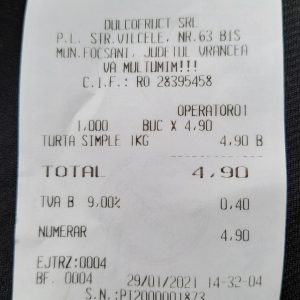 DULCOFRUCT SRL
P.L. STR.VILCELE, NR.63 BIS
MUN.FOCSANI, JUDETUL VRANCEA
VA MULTUMIM!!!
C.I.F.: RO 28395458
OPERATOR01
1,000 BUC X 4,90
TURTA SIMPLE 1KG 4,90 B
TOTAL 4,90
TVA B 9,00% 0,40
NUMERAR 4,90
EJTRZ:0004
BF. 0004 29/01/2021 14-32-04
S.N.:PI2000001873